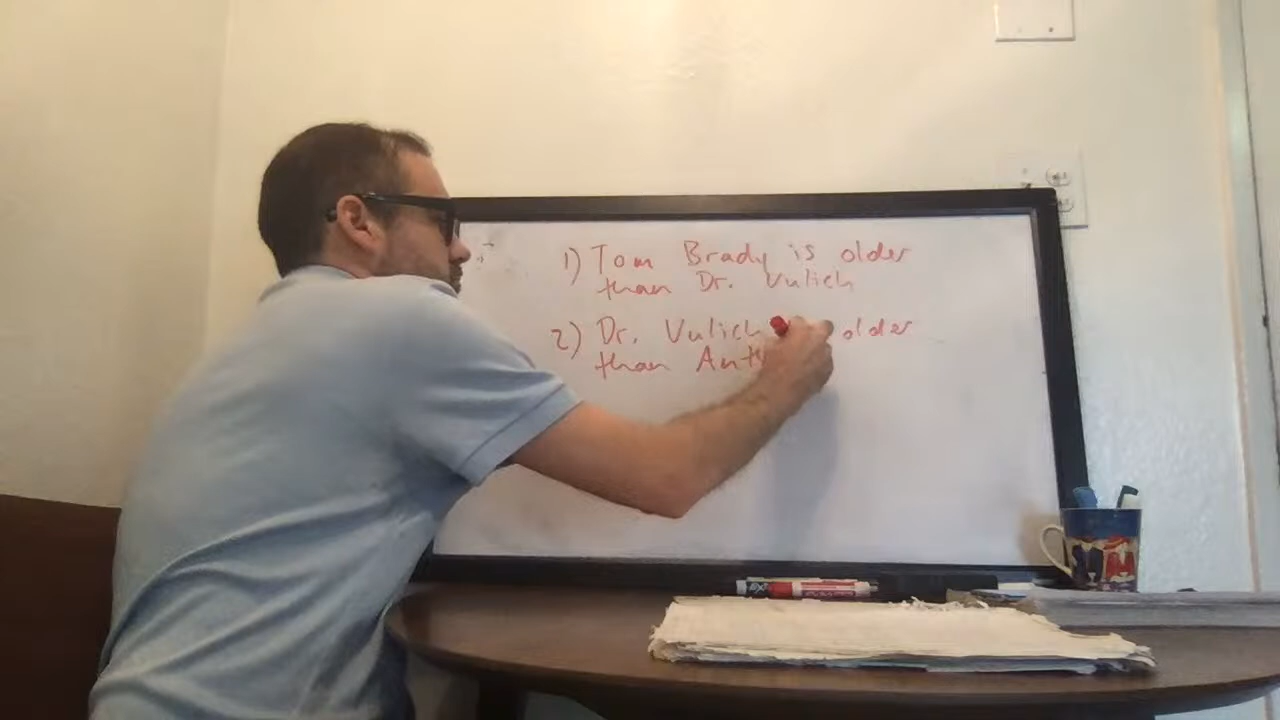 1) Tom Brady is older
than Dr. Vulich
2) Dr. Vulich older
than